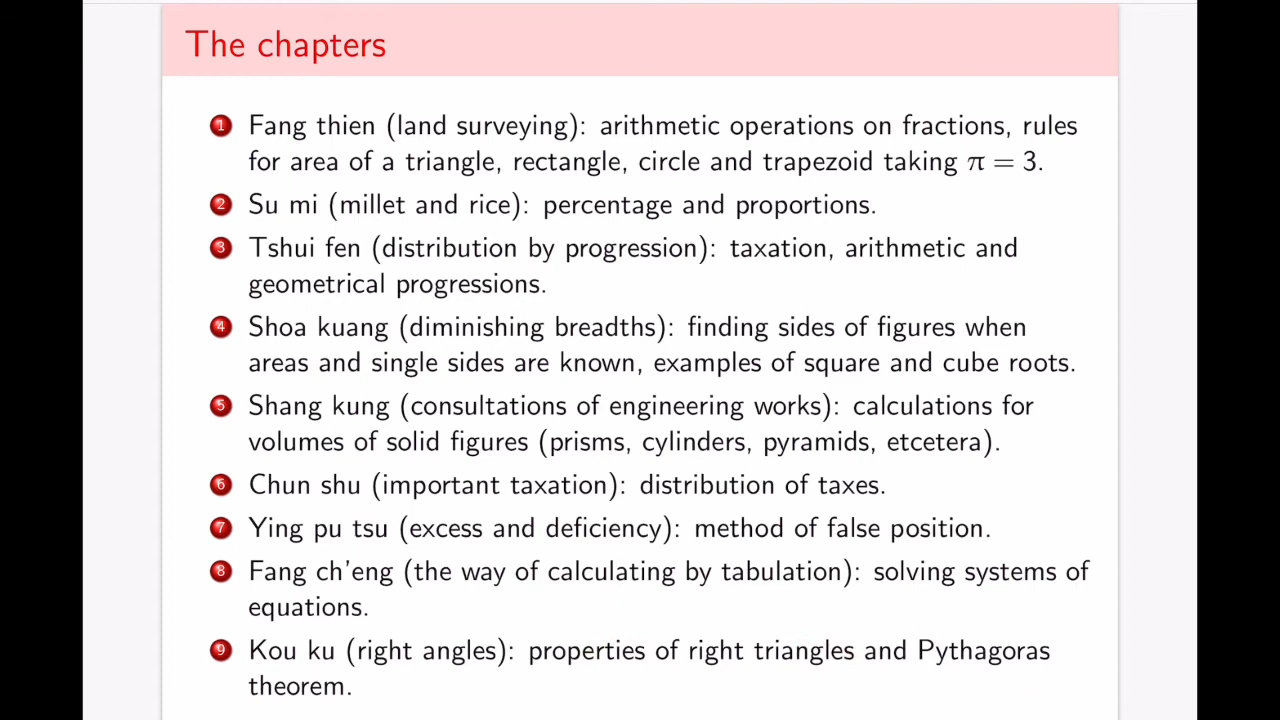 The chapters
1 Fang thien (land surveying): arithmetic operations on fractions, rules
for area of a triangle, rectangle, circle and trapezoid taking π = 3.
2 Su mi (millet and rice): percentage and proportions.
3 Tshui fen (distribution by progression): taxation, arithmetic and
geometrical progressions.
4 Shoa kuang (diminishing breadths): finding sides of figures when
areas and single sides are known, examples of square and cube roots.
5 Shang kung (consultations of engineering works): calculations for
volumes of solid figures (prisms, cylinders, pyramids, etcetera).
6 Chun shu (important taxation): distribution of taxes.
7 Ying pu tsu (excess and deficiency): method of false position.
8 Fang ch'eng (the way of calculating by tabulation): solving systems of
equations.
9 Kou ku (right angles): properties of right triangles and Pythagoras
theorem.